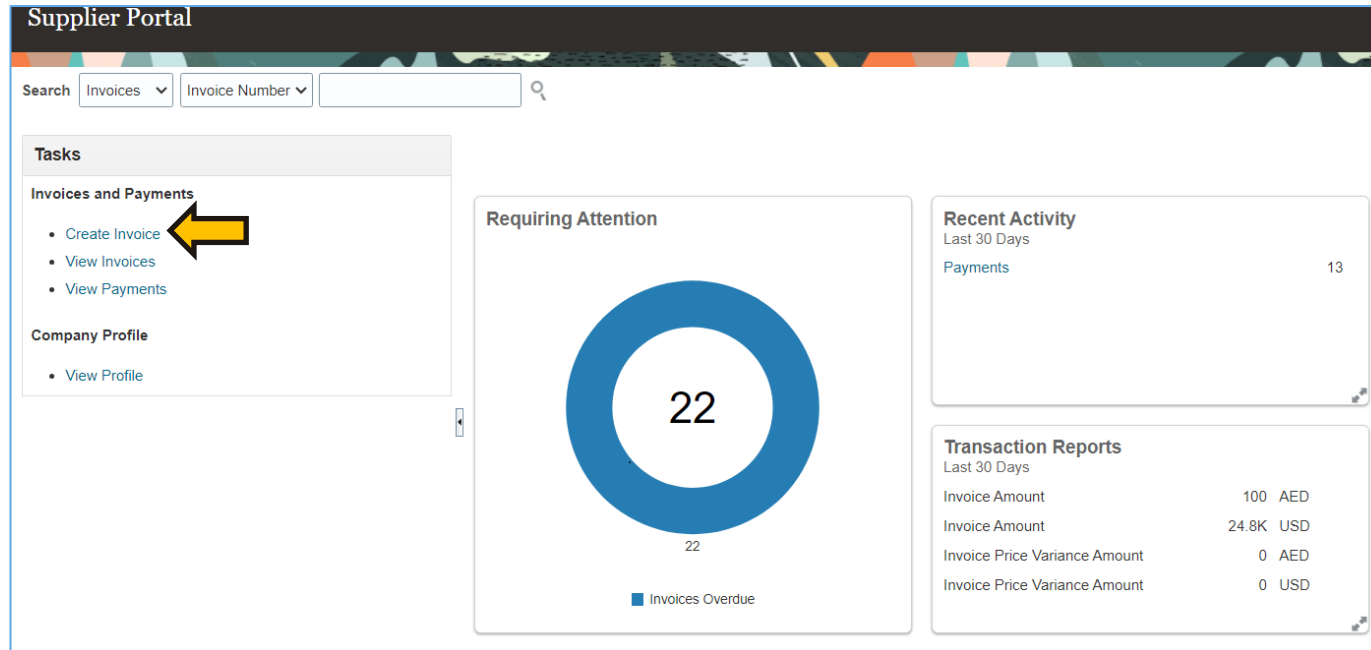 Supplier Portal
Search Invoices Invoice Number
Tasks
Invoices and Payments
Create Invoice
View Invoices
View Payments
Company Profile
View Profile
Requiring Attention
22
22
Invoices Overdue
Recent Activity
Last 30 Days
Payments 13
Transaction Reports
Last 30 Days
Invoice Amount 100 AED
Invoice Amount 24.8K USD
Invoice Price Variance Amount 0 AED
Invoice Price Variance Amount 0 USD